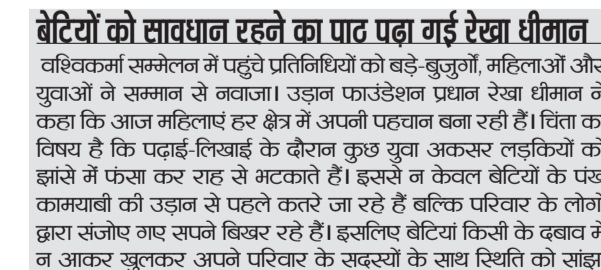 बेटियों को सावधान रहने का पाठ पढ़ा गई रेखा धीमान
वश्विकर्मा सम्मेलन में पहुंचे प्रतिनिधियों को बड़े-बुजुर्गों, महिलाओं और
युवाओं ने सम्मान से नवाजा। उड़ान फाउंडेशन प्रधान रेखा धीमान ने
कहा कि आज महिलाएं हर क्षेत्र में अपनी पहचान बना रही हैं। चिंता का
विषय है कि पढ़ाई-लिखाई के दौरान कुछ युवा अकसर लड़कियों को
झांसे में फंसा कर राह से भटकाते हैं। इससे न केवल बेटियों के पंख
कामयाबी की उड़ान से पहले कतरे जा रहे हैं बल्कि परिवार के लोगों
द्वारा संजोए गए सपने बिखर रहे हैं। इसलिए बेटियां किसी के दबाव में
न आकर खुलकर अपने परिवार के सदस्यों के साथ स्थिति को सांझा